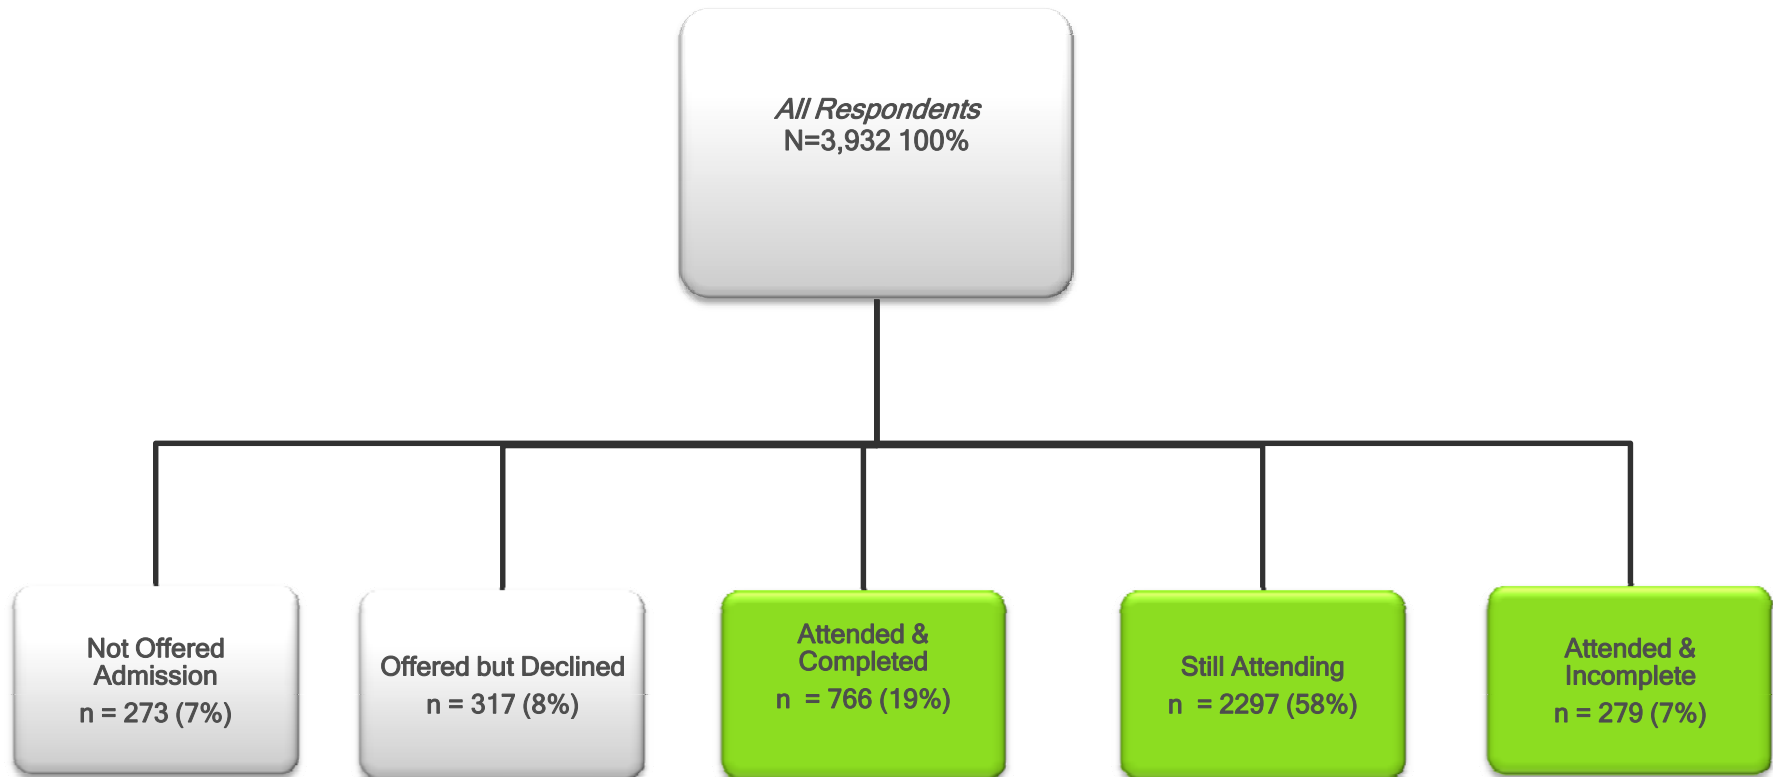 All Respondents
N=3,932 100%
Not Offered
Admission
n = 273 (7%)
Offered but Declined
n = 317 (8%)
Attended &
Completed
n  = 766 (19%)
Still Attending
n  = 2297 (58%)
Attended &
Incomplete
n = 279 (7%)